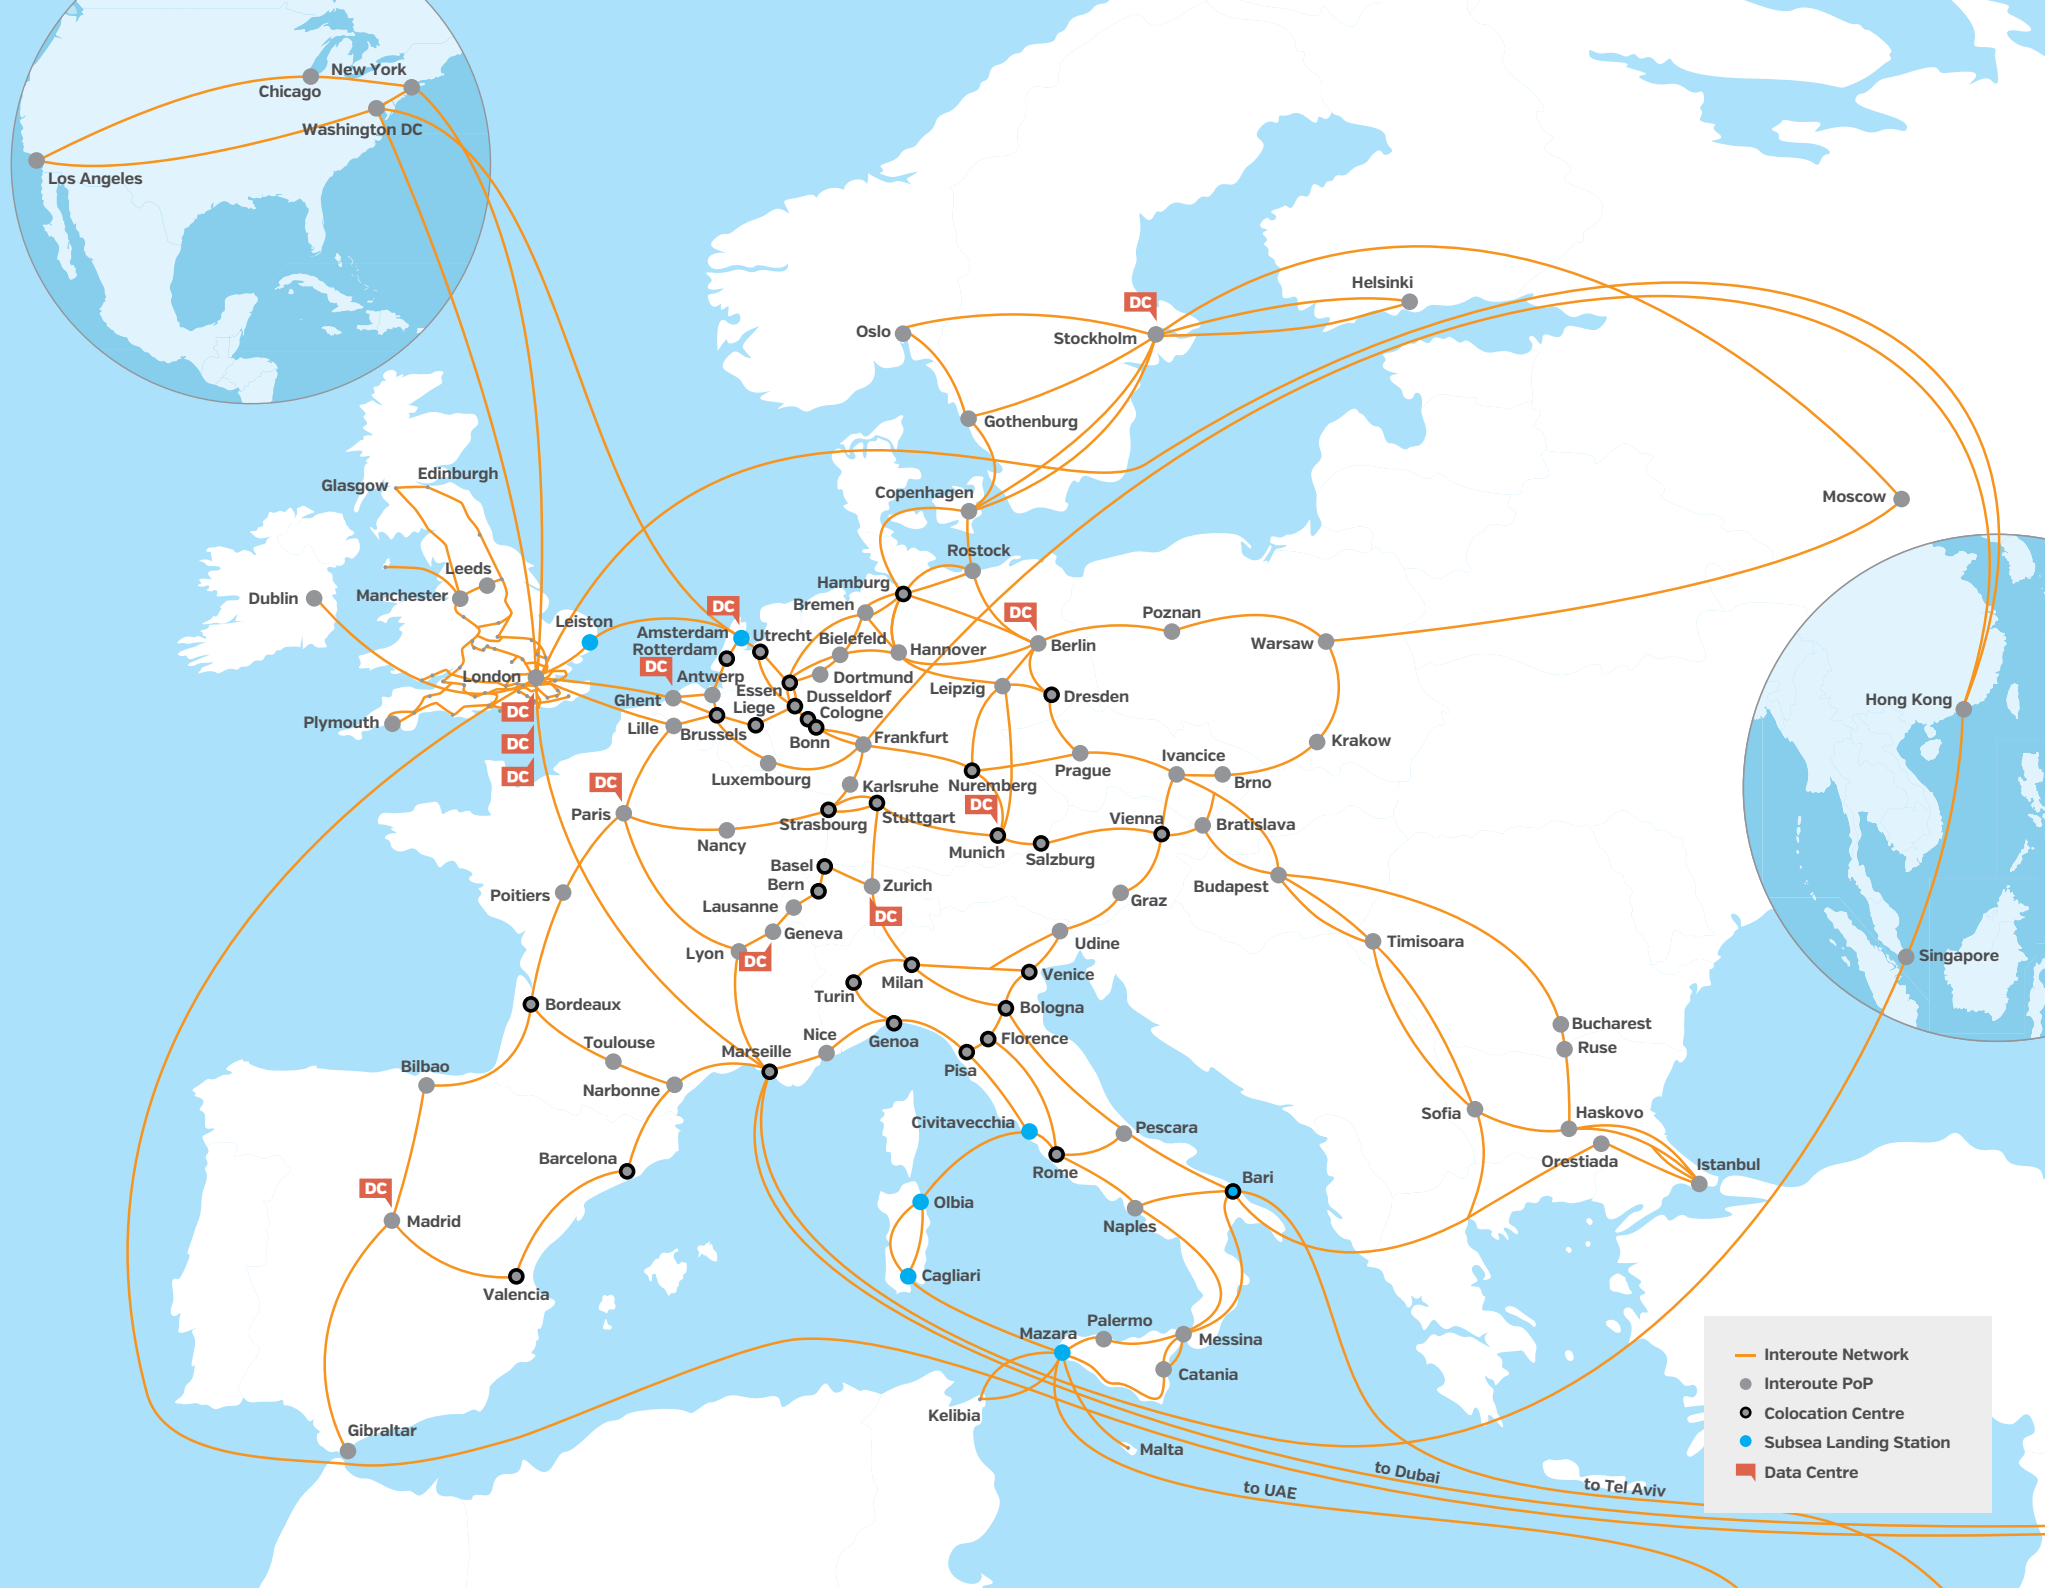 New York
Chicago
Washington DC
Los Angeles
Helsinki
DC
Oslo
Stockholm
Gothenburg
Edinburgh
Glasgow
Copenhagen
Moscow
Rostock
Leeds
Hamburg
Manchester
Dublin
Bremen
DC
DC
Poznan
Leiston
Amsterdam
Utrecht
Bielefeld
Rotterdam
Hannover
Berlin
Warsaw
DC
London
Antwerp
Dortmund
Essen
Leipzig
Ghent
Dusseldorf
Dresden
Hong Kong
DC
Liege
Cologne
Plymouth
Lille
Brussels
Bonn
Frankfurt
Krakow
DC
Ivancice
Prague
DC
Luxembourg
Karlsruhe
Nuremberg
Brno
DC
DC
Paris
Strasbourg
Stuttgart
Vienna
Bratislava
Nancy
Munich
Salzburg
Basel
Bern
Zurich
Budapest
Poitiers
Lausanne
Graz
DC
Geneva
Udine
Timisoara
Lyon
DC
Singapore
Milan
Venice
Turin
Bordeaux
Bologna
Bucharest
Nice
Genoa
Florence
Toulouse
Marseille
Ruse
Bilbao
Pisa
Narbonne
Sofia
Haskovo
Civitavecchia
Pescara
Barcelona
Orestiada
Istanbul
Rome
Bari
DC
Olbia
Madrid
Naples
Cagliari
Valencia
Palermo
Mazara
Messina
Catania
Kelibia
Gibraltar
Malta
to Dubai
to UAE
to Tel Aviv
Interoute Network
Interoute PoP
Colocation Centre
Subsea Landing Station
Data Centre